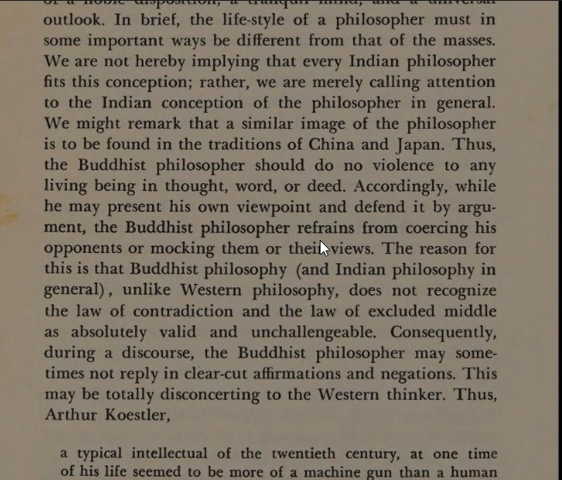 of a noble disposition, a tranquil mind, and a universal
outlook. In brief, the life-style of a philosopher must in
some important ways be different from that of the masses.
We are not hereby implying that every Indian philosopher
fits this conception; rather, we are merely calling attention
to the Indian conception of the philosopher in general.
We might remark that a similar image of the philosopher
is to be found in the traditions of China and Japan. Thus,
the Buddhist philosopher should do no violence to any
living being in thought, word, or deed. Accordingly, while
he may present his own viewpoint and defend it by argu-
ment, the Buddhist philosopher refrains from coercing his
opponents or mocking them or their views. The reason for
this is that Buddhist philosophy (and Indian philosophy in
general), unlike Western philosophy, does not recognize
the law of contradiction and the law of excluded middle
as absolutely valid and unchallengeable. Consequently,
during a discourse, the Buddhist philosopher may some-
times not reply in clear-cut affirmations and negations. This
may be totally disconcerting to the Western thinker. Thus,
Arthur Koestler,
a typical intellectual of the twentieth century, at one time
of his life seemed to be more of a machine gun than a human